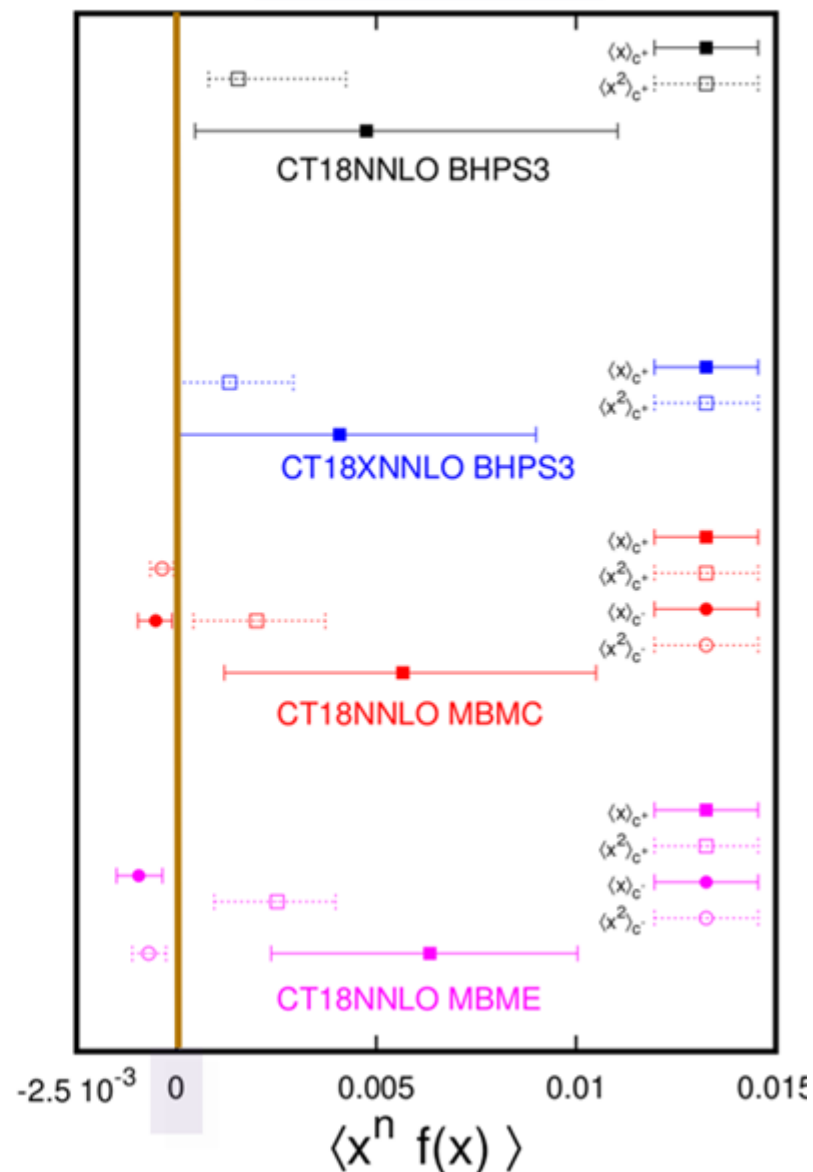 ⟨x⟩c⁺
⟨x²⟩c⁺
CT18NNLO BHPS3
⟨x⟩c⁺
⟨x²⟩c⁺
CT18XNNLO BHPS3
⟨x⟩c⁺
⟨x²⟩c⁺
⟨x⟩c⁻
⟨x²⟩c⁻
CT18NNLO MBMC
⟨x⟩c⁺
⟨x²⟩c⁺
⟨x⟩c⁻
⟨x²⟩c⁻
CT18NNLO MBME
-2.5 10⁻³ 0 0.005 0.01 0.015
⟨xⁿ f(x) ⟩